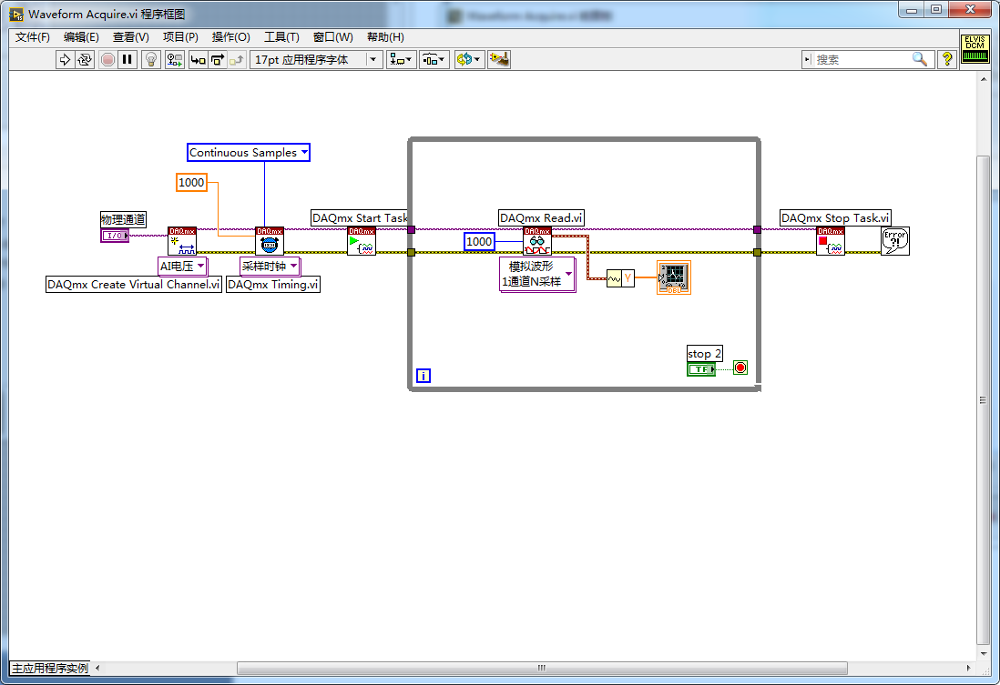 Waveform Acquire.vi 程序框图
文件(F) 编辑(E) 查看(V) 项目(P) 操作(O) 工具(T) 窗口(W) 帮助(H)
17pt 应用程序字体
搜索
?
ELVIS
DCM
Continuous Samples
1000
物理通道
I/O
DAQmx Start Task
DAQmx Read.vi
DAQmx Stop Task.vi
DAQmx
DAQmx
DAQmx
DAQmx
DAQmx
Error
?!
1000
AI电压
采样时钟
模拟波形
1通道N采样
Y
DBL
DAQmx Create Virtual Channel.vi
DAQmx Timing.vi
stop 2
TF
i
主应用程序实例